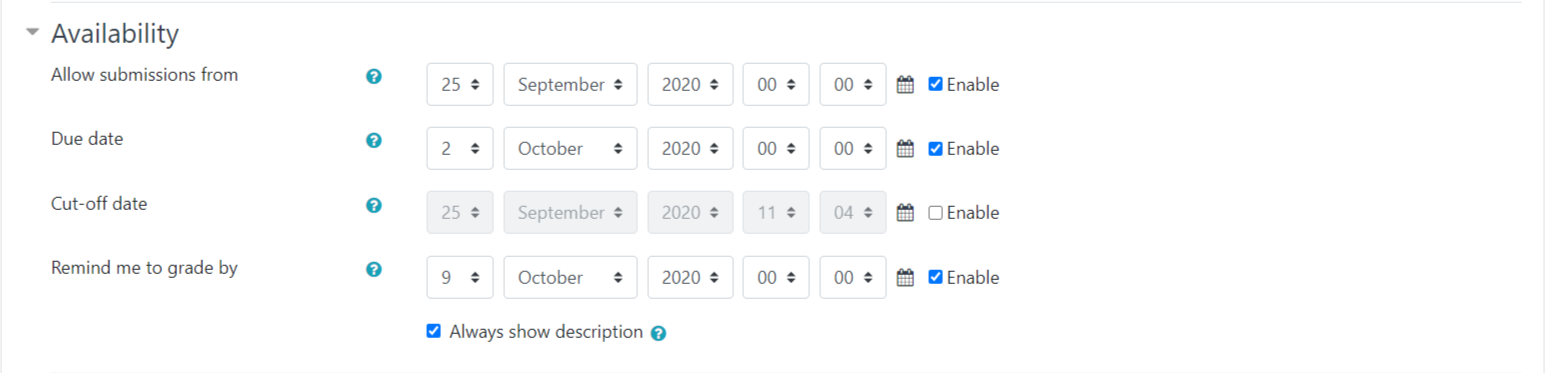 Availability
Allow submissions from ? 25 September 2020 00 00 Enable
Due date ? 2 October 2020 00 00 Enable
Cut-off date ? 25 September 2020 11 04 Enable
Remind me to grade by ? 9 October 2020 00 00 Enable
Always show description ?